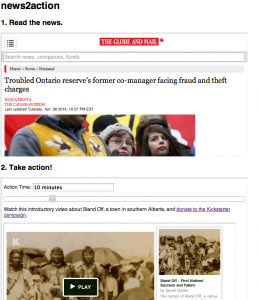 news2action
1. Read the news.
THE GLOBE AND MAIL
Search news, companies, funds
Home » News » National
Troubled Ontario reserve's former co-manager facing fraud and theft
charges
THE CANADIAN PRESS
Last updated Tuesday, Apr. 08 2014, 10:57 PM EDT
2. Take action!
Action Time: 10 minutes
Watch this introductory video about Stand Off, a town in southern Alberta, and donate to the Kickstarter
campaign.
K
PLAY
Stand Off - First Nations'
Success and Failure
by Daniel Hunter
The history of Stand Off, a native